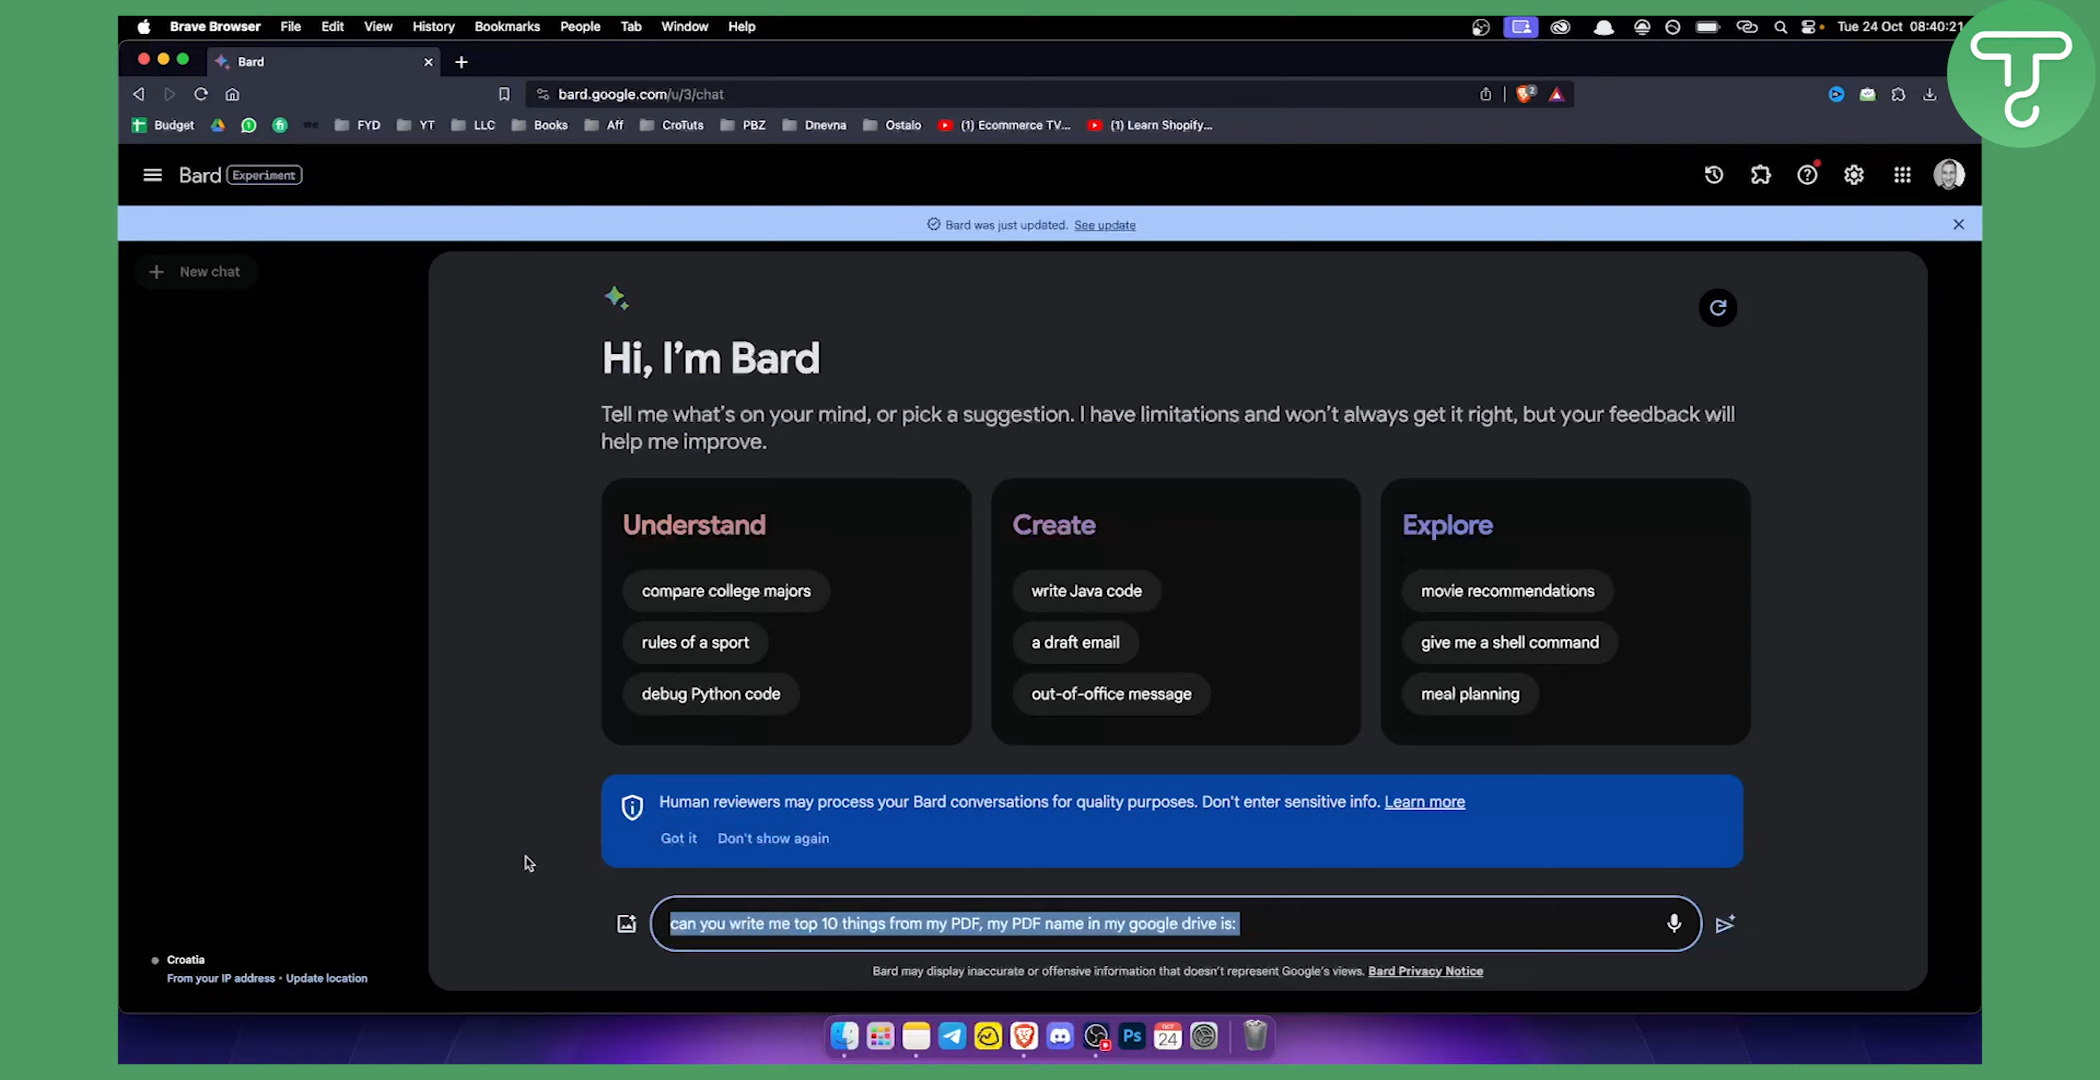 Brave Browser File Edit View History Bookmarks People Tab Window Help Tue 24 Oct 08:40:21
Bard
bard.google.com/u/3/chat 2
Budget 1 fi FYD YT LLC Books Aff CroTuts PBZ Dnevna Ostalo (1) Ecommerce TV... (1) Learn Shopify...
Bard Experiment
Bard was just updated. See update
New chat
Hi, I'm Bard
Tell me what's on your mind, or pick a suggestion. I have limitations and won't always get it right, but your feedback will
help me improve.
Understand Create Explore
compare college majors write Java code movie recommendations
rules of a sport a draft email give me a shell command
debug Python code out-of-office message meal planning
Human reviewers may process your Bard conversations for quality purposes. Don't enter sensitive info. Learn more
Got it Don't show again
can you write me top 10 things from my PDF, my PDF name in my google drive is:
Croatia
From your IP address • Update location
Bard may display inaccurate or offensive information that doesn't represent Google's views. Bard Privacy Notice
Ps OCT 24